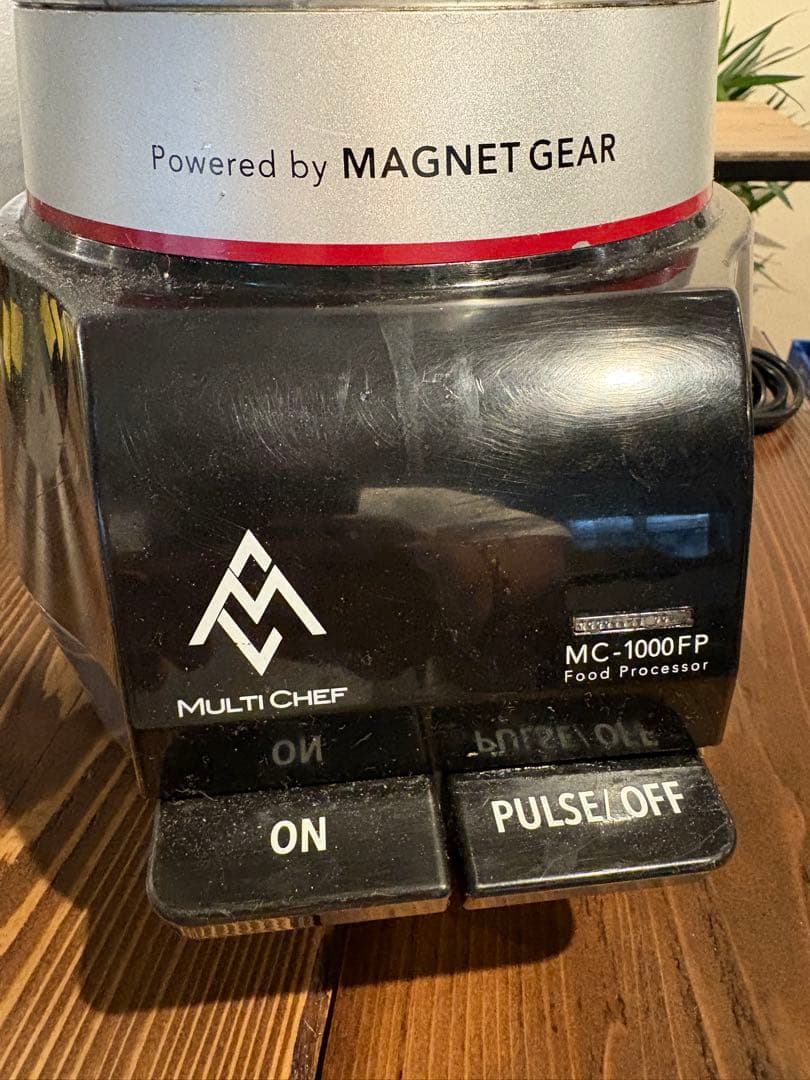 Powered by MAGNET GEAR
MULTI CHEF
MC-1000FP
Food Processor
ON
PULSE/OFF